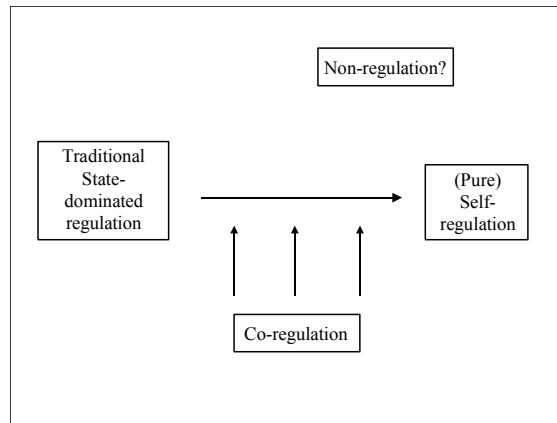 Non-regulation?
Traditional
State-
dominated
regulation
(Pure)
Self-
regulation
Co-regulation